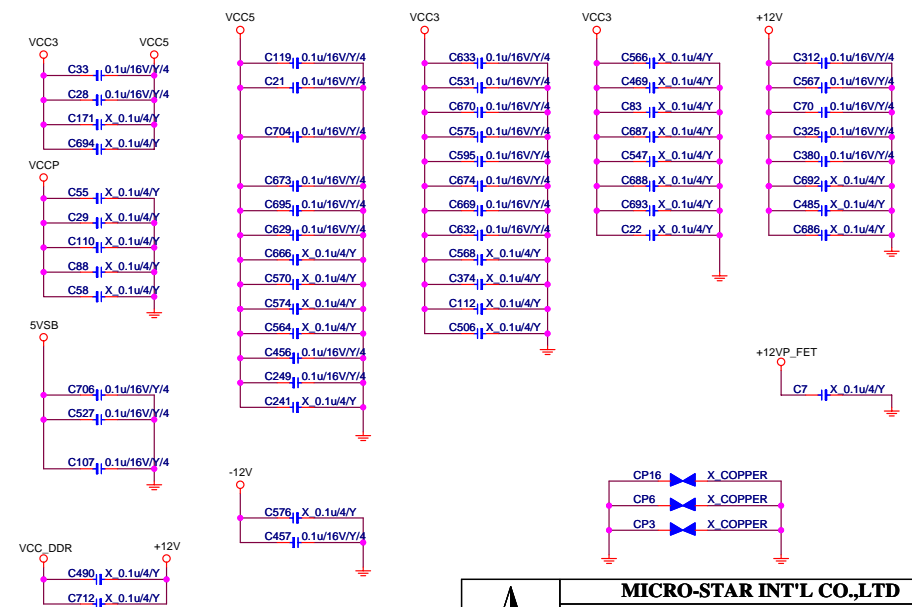 VCC3 VCC5
C33 0.1u/16V/Y/4
C28 0.1u/16V/Y/4
C171 X_0.1u/4/Y
C694 X_0.1u/4/Y
VCCP
C55 X_0.1u/4/Y
C29 X_0.1u/4/Y
C110 X_0.1u/4/Y
C88 X_0.1u/4/Y
C58 X_0.1u/4/Y
5VSB
C706 0.1u/16V/Y/4
C527 0.1u/16V/Y/4
C107 0.1u/16V/Y/4
VCC_DDR +12V
C490 X_0.1u/4/Y
C712 X_0.1u/4/Y
VCC5
C119 0.1u/16V/Y/4
C21 0.1u/16V/Y/4
C704 0.1u/16V/Y/4
C673 0.1u/16V/Y/4
C695 0.1u/16V/Y/4
C629 0.1u/16V/Y/4
C666 X_0.1u/4/Y
C570 X_0.1u/4/Y
C574 X_0.1u/4/Y
C564 X_0.1u/4/Y
C456 0.1u/16V/Y/4
C249 0.1u/16V/Y/4
C241 X_0.1u/4/Y
-12V
C576 X_0.1u/4/Y
C457 0.1u/16V/Y/4
VCC3
C633 0.1u/16V/Y/4
C531 0.1u/16V/Y/4
C670 0.1u/16V/Y/4
C575 0.1u/16V/Y/4
C595 0.1u/16V/Y/4
C674 0.1u/16V/Y/4
C669 0.1u/16V/Y/4
C632 0.1u/16V/Y/4
C568 X_0.1u/4/Y
C374 X_0.1u/4/Y
C112 X_0.1u/4/Y
C506 X_0.1u/4/Y
VCC3
C566 X_0.1u/4/Y
C469 X_0.1u/4/Y
C83 X_0.1u/4/Y
C687 X_0.1u/4/Y
C547 X_0.1u/4/Y
C688 X_0.1u/4/Y
C693 X_0.1u/4/Y
C22 X_0.1u/4/Y
+12V
C312 0.1u/16V/Y/4
C567 0.1u/16V/Y/4
C70 0.1u/16V/Y/4
C325 0.1u/16V/Y/4
C380 0.1u/16V/Y/4
C692 X_0.1u/4/Y
C485 X_0.1u/4/Y
C686 X_0.1u/4/Y
+12VP_FET
C7 X_0.1u/4/Y
CP16 X_COPPER
CP6 X_COPPER
CP3 X_COPPER
MICRO-STAR INT'L CO.,LTD